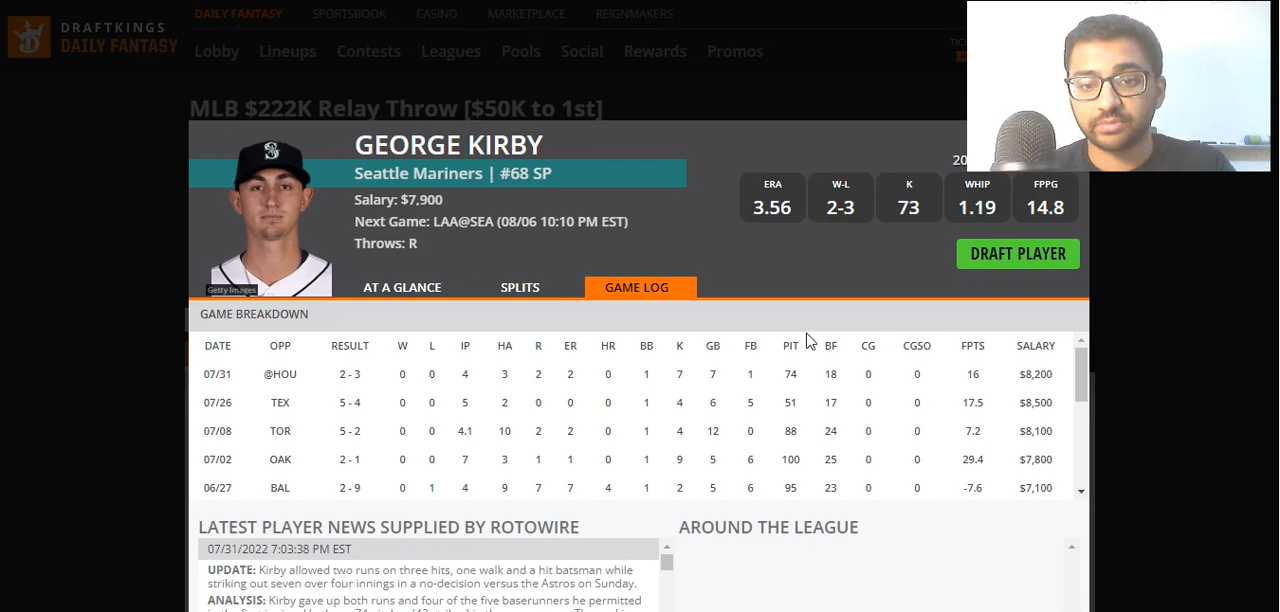 DAILY FANTASY SPORTSBOOK CASINO MARKETPLACE REIGNMAKERS
DRAFTKINGS
DAILY FANTASY
Lobby Lineups Contests Leagues Pools Social Rewards Promos
MLB $222K Relay Throw [$50K to 1st]
GEORGE KIRBY
Seattle Mariners | #68 SP
Salary: $7,900
Next Game: LAA@SEA (08/06 10:10 PM EST)
Throws: R
ERA W-L K WHIP FPPG
3.56 2-3 73 1.19 14.8
DRAFT PLAYER
Getty Images
AT A GLANCE SPLITS GAME LOG
GAME BREAKDOWN
DATE OPP RESULT W L IP HA R ER HR BB K GB FB PIT BF CG CGSO FPTS SALARY
07/31 @HOU 2 - 3 0 0 4 3 2 2 0 1 7 7 1 74 18 0 0 16 $8,200
07/26 TEX 5 - 4 0 0 5 2 0 0 0 1 4 6 5 51 17 0 0 17.5 $8,500
07/08 TOR 5 - 2 0 0 4.1 10 2 2 0 1 4 12 0 88 24 0 0 7.2 $8,100
07/02 OAK 2 - 1 0 0 7 3 1 1 0 1 9 5 6 100 25 0 0 29.4 $7,800
06/27 BAL 2 - 9 0 1 4 9 7 7 4 1 2 5 6 95 23 0 0 -7.6 $7,100
LATEST PLAYER NEWS SUPPLIED BY ROTOWIRE
07/31/2022 7:03:38 PM EST
UPDATE: Kirby allowed two runs on three hits, one walk and a hit batsman while
striking out seven over four innings in a no-decision versus the Astros on Sunday.
ANALYSIS: Kirby gave up both runs and four of the five baserunners he permitted
AROUND THE LEAGUE